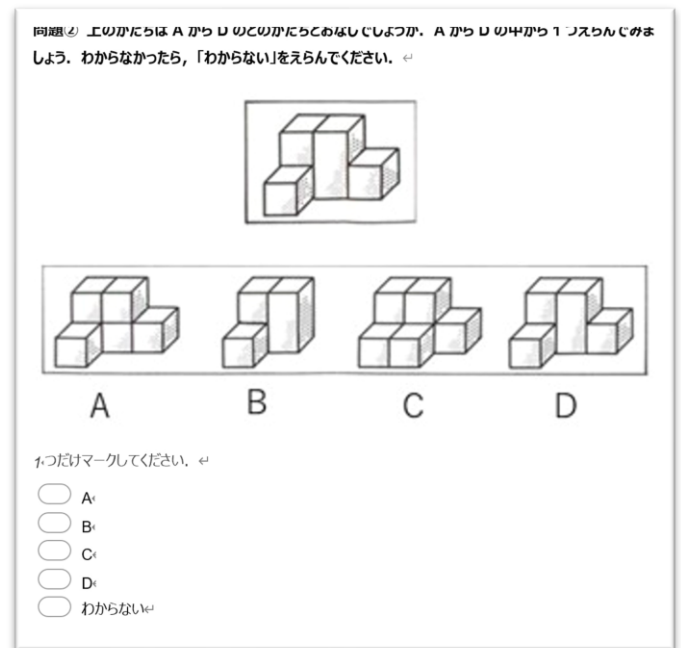 問題② 上のかたちは A から D のどのかたちとおなじでしょうか. A から D の中から 1 つえらんでみま
しょう. わからなかったら,「わからない」をえらんでください.
A B C D
1つだけマークしてください.
A
B
C
D
わからない